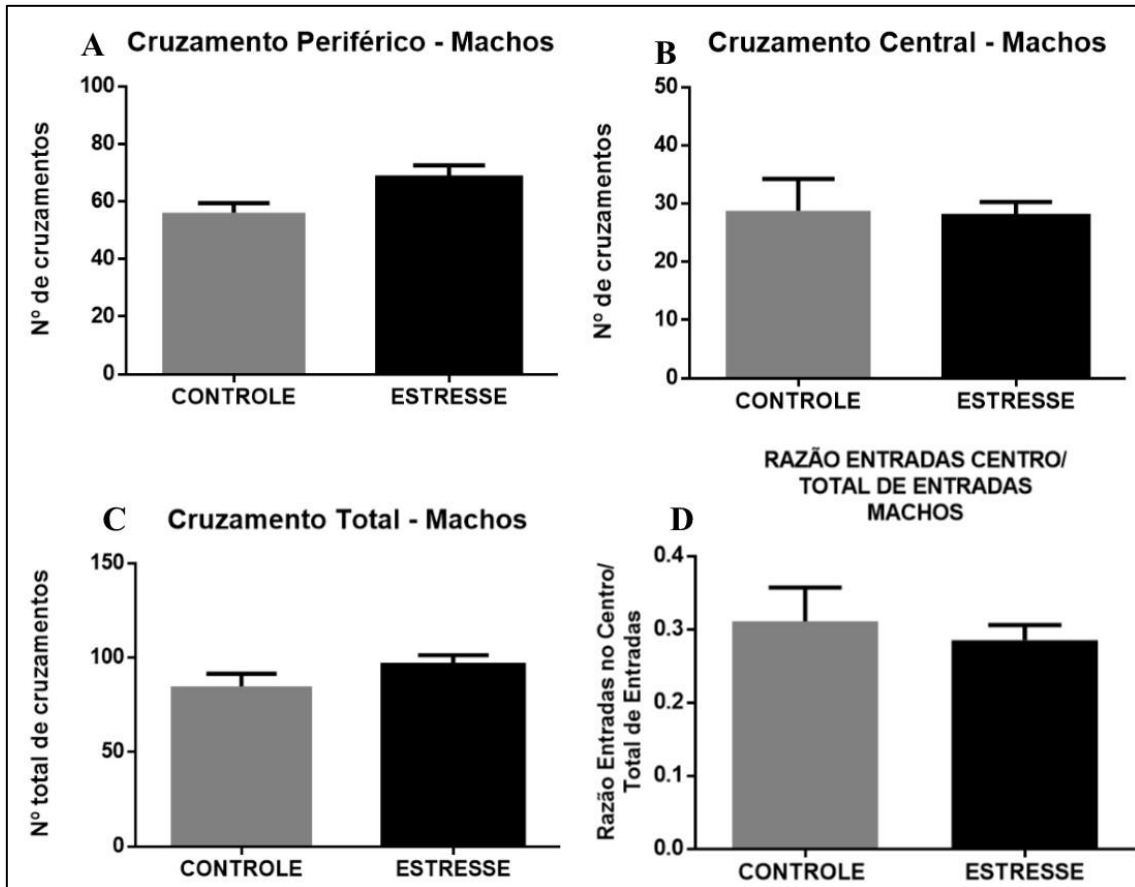 A Cruzamento Periférico - Machos
Nº de cruzamentos
100
80
60
40
20
0
CONTROLE ESTRESSE
B Cruzamento Central - Machos
Nº de cruzamentos
50
40
30
20
10
0
CONTROLE ESTRESSE
C Cruzamento Total - Machos
Nº total de cruzamentos
150
100
50
0
CONTROLE ESTRESSE
RAZÃO ENTRADAS CENTRO/
TOTAL DE ENTRADAS
MACHOS
D
Razão Entradas no Centro/
Total de Entradas
0.4
0.3
0.2
0.1
0.0
CONTROLE ESTRESSE